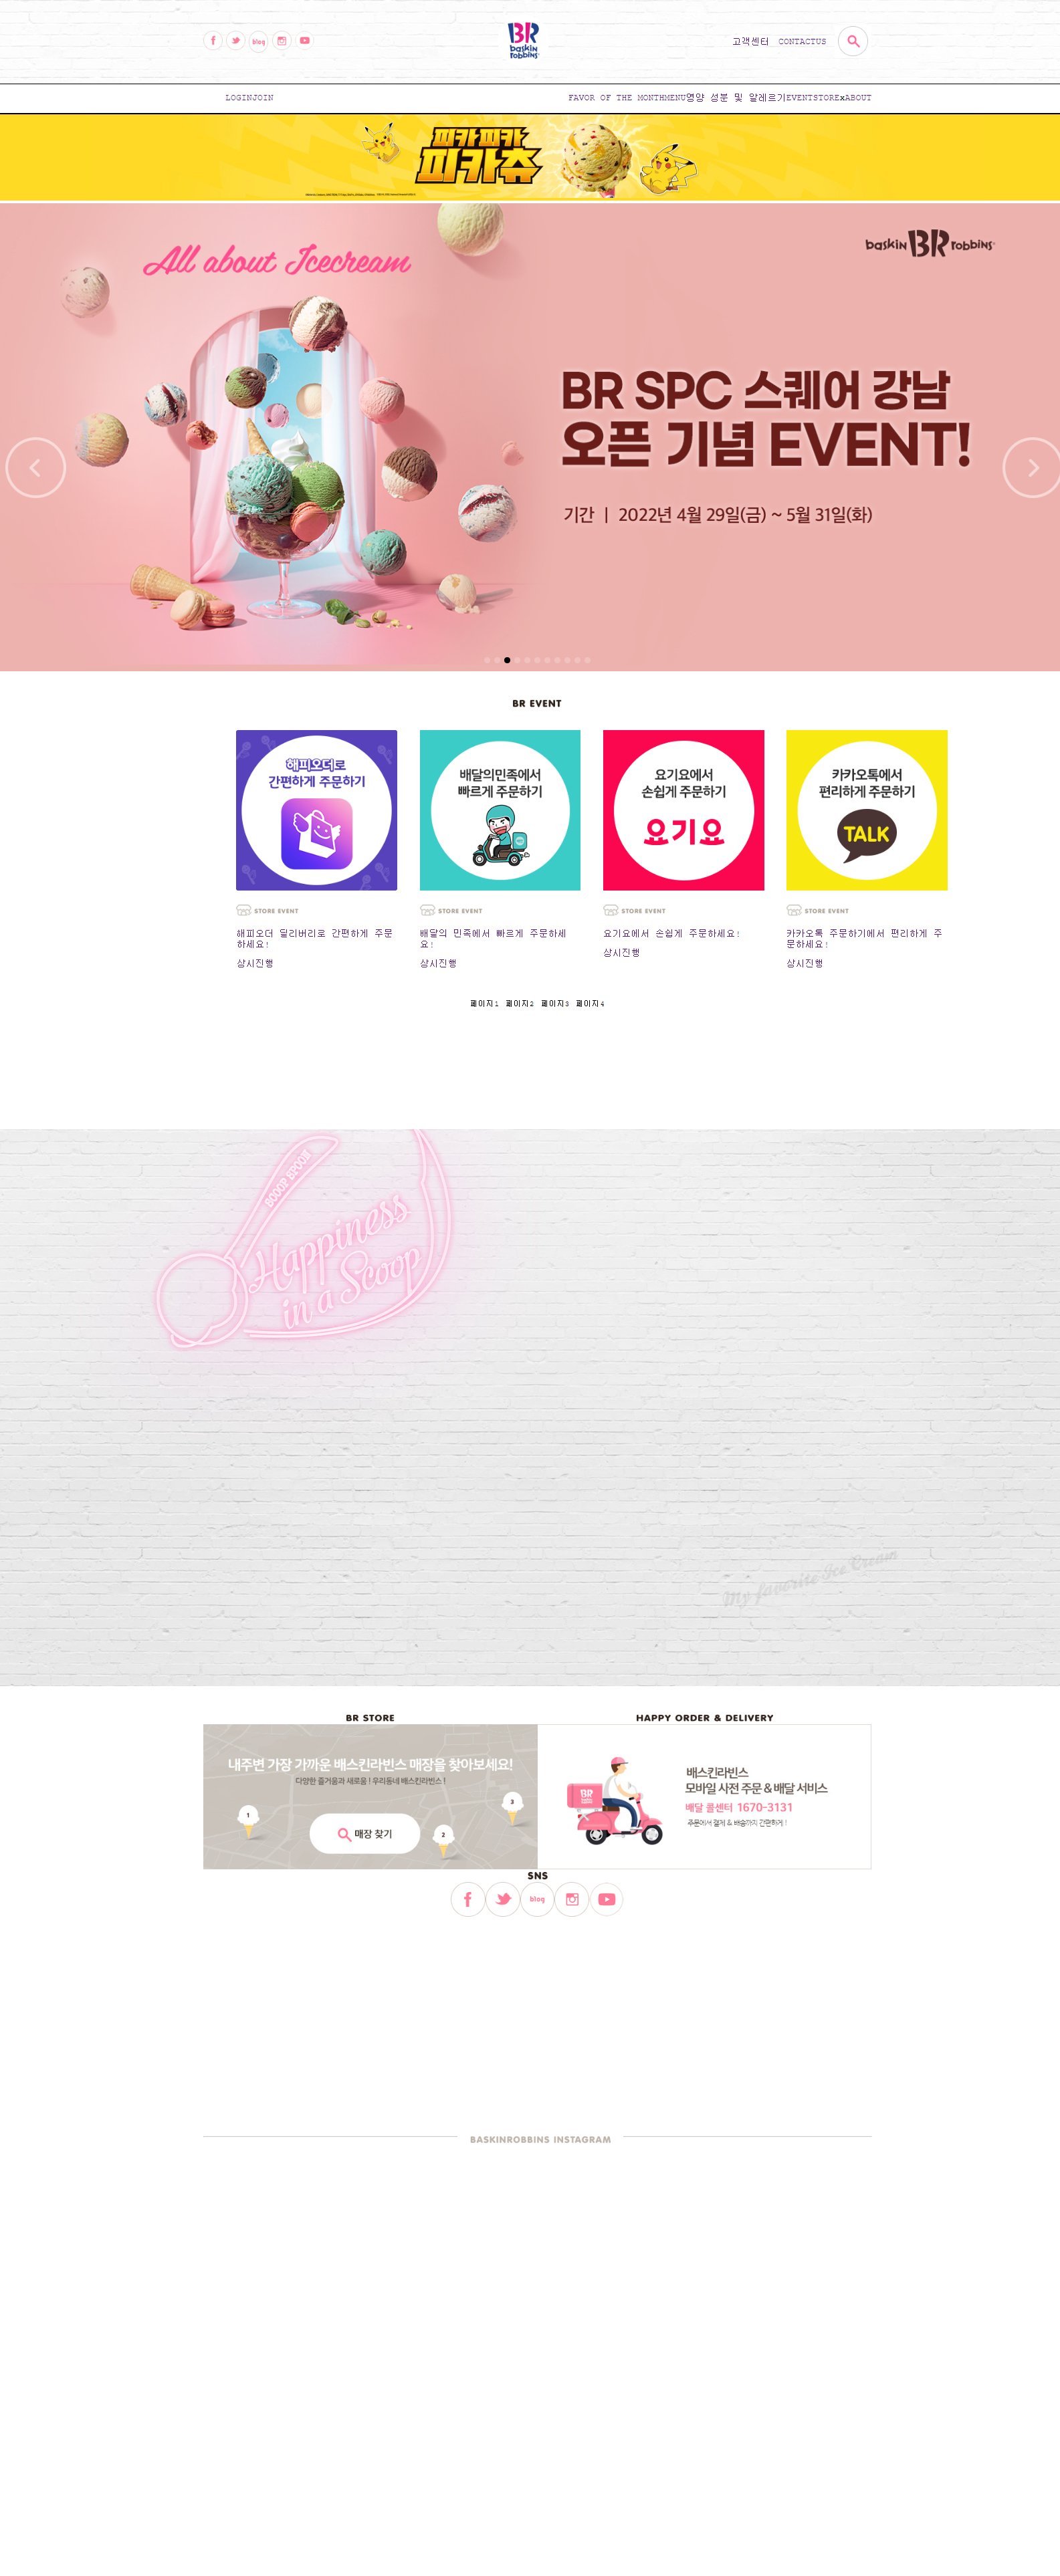 blog
BR
baskin
robbins
고객센터 CONTACTUS
LOGINJOIN
FAVOR OF THE MONTHMENU영양 성분 및 알레르기EVENTSTORExABOUT
피카피카
피카츄
All about Icecream
baskin BR robbins
BR SPC 스퀘어 강남
오픈 기념 EVENT!
기간 | 2022년 4월 29일(금) ~ 5월 31일(화)
BR EVENT
해피오더로
간편하게 주문하기
배달의민족에서
빠르게 주문하기
요기요에서
손쉽게 주문하기
요기요
카카오톡에서
편리하게 주문하기
TALK
STORE EVENT
STORE EVENT
STORE EVENT
STORE EVENT
해피오더 딜리버리로 간편하게 주문
하세요!
상시진행
배달의 민족에서 빠르게 주문하세
요!
상시진행
요기요에서 손쉽게 주문하세요!
상시진행
카카오톡 주문하기에서 편리하게 주
문하세요!
상시진행
페이지1 페이지2 페이지3 페이지4
Happiness
in a Scoop
My favorite Ice Cream
BR STORE
HAPPY ORDER & DELIVERY
내주변 가장 가까운 배스킨라빈스 매장을 찾아보세요!
다양한 즐거움과 새로움 ! 우리동네 배스킨라빈스 !
1
2
3
매장 찾기
BR
배스킨라빈스
모바일 사전 주문 & 배달 서비스
배달 콜센터 1670-3131
주문에서 결제 & 배송까지 간편하게 !
SNS
blog
BASKINROBBINS INSTAGRAM